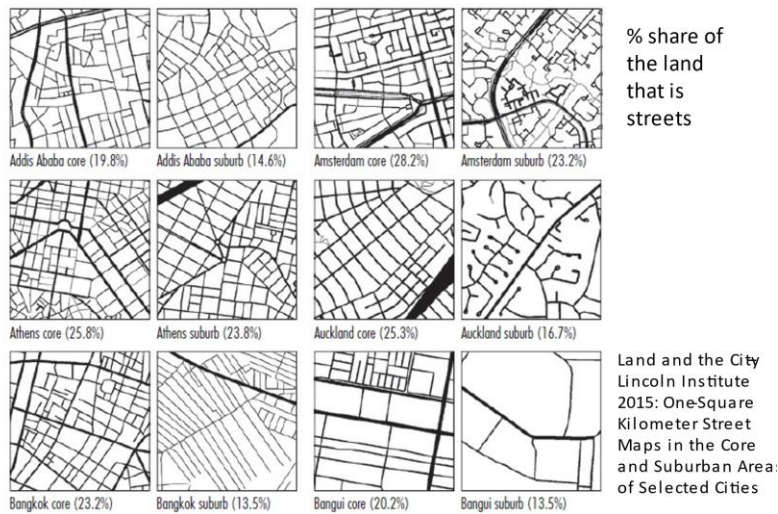 % share of
the land
that is
streets
Addis Ababa core (19.8%)
Addis Ababa suburb (14.6%)
Amsterdam core (28.2%)
Amsterdam suburb (23.2%)
Athens core (25.8%)
Athens suburb (23.8%)
Auckland core (25.3%)
Auckland suburb (16.7%)
Bangkok core (23.2%)
Bangkok suburb (13.5%)
Bangui core (20.2%)
Bangui suburb (13.5%)
Land and the City-
Lincoln Institute
2015: One-Square
Kilometer Street
Maps in the Core
and Suburban Areas
of Selected Cities